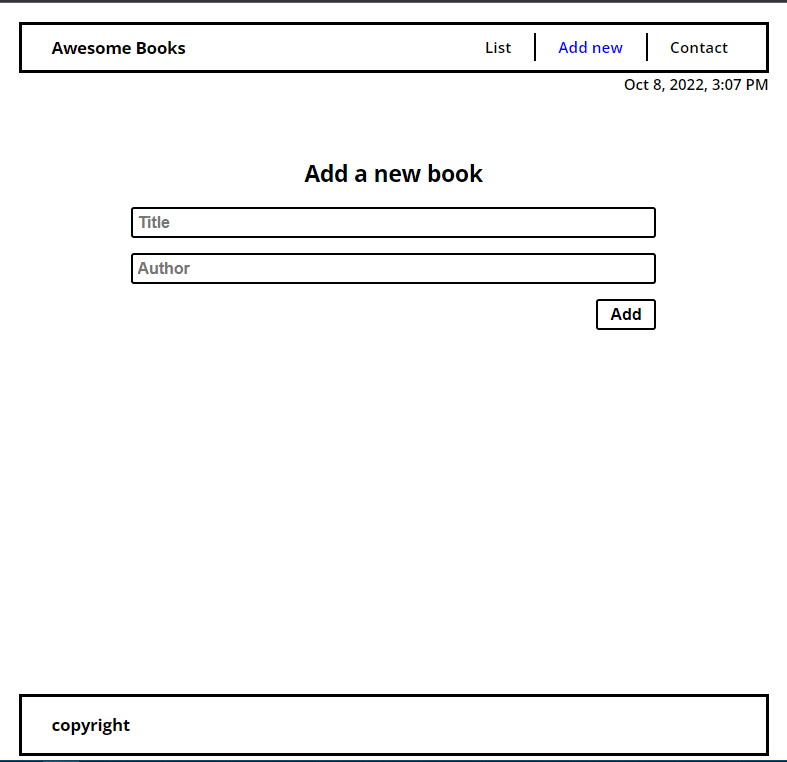 Awesome Books List Add new Contact
Oct 8, 2022, 3:07 PM
Add a new book
Title
Author
Add
copyright